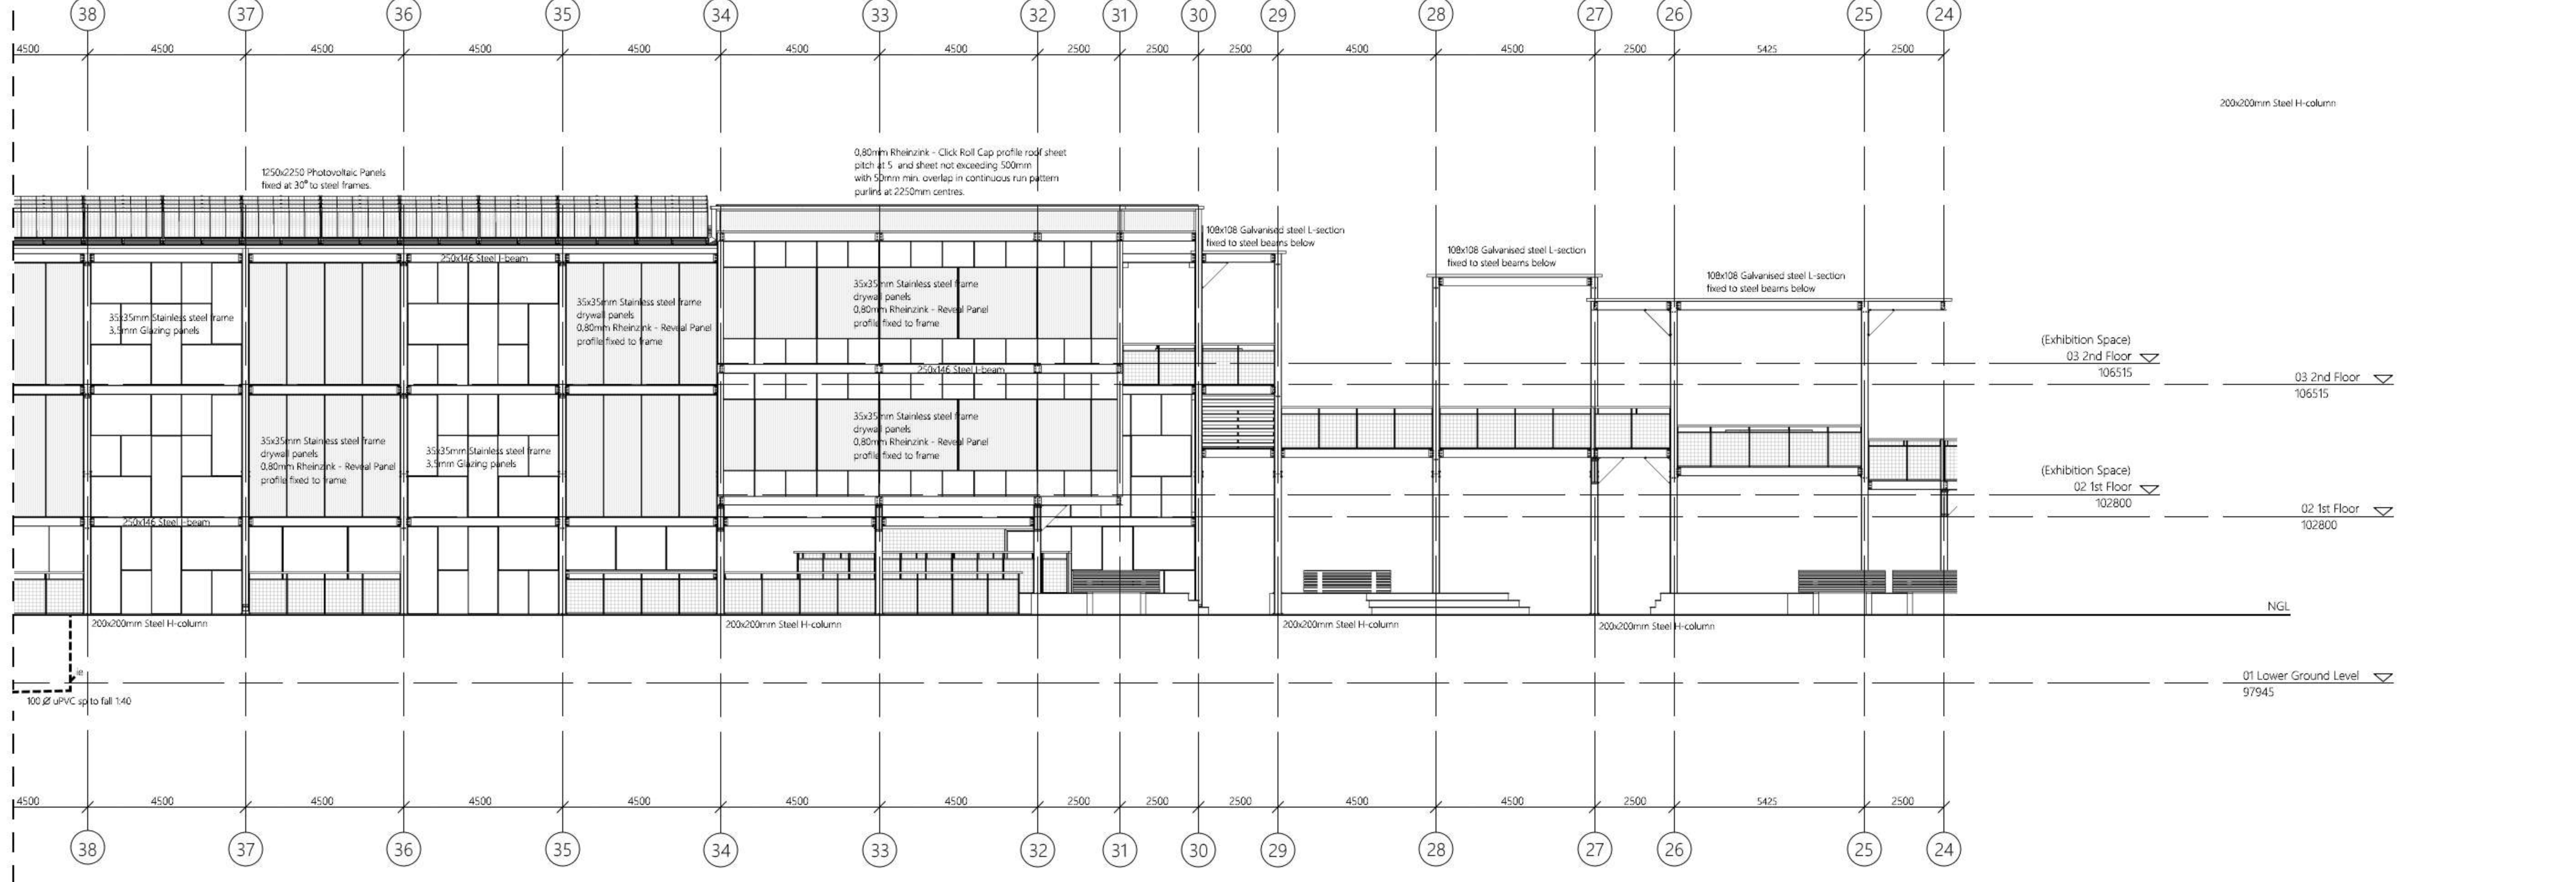 38 37 36 35 34 33 32 31 30 29 28 27 26 25 24
4500 4500 4500 4500 4500 4500 4500 2500 2500 2500 4500 4500 2500 5425 2500
200x200mm Steel H-column
0,80mm Rheinzink - Click Roll Cap profile roof sheet
pitch at 5 and sheet not exceeding 500mm
with 50mm min. overlap in continuous run pattern
purlins at 2250mm centres.
1250x2250 Photovoltaic Panels
fixed at 30° to steel frames.
108x108 Galvanised steel L-section
fixed to steel beams below
108x108 Galvanised steel L-section
fixed to steel beams below
108x108 Galvanised steel L-section
fixed to steel beams below
250x146 Steel I-beam
35x35mm Stainless steel frame
3,5mm Glazing panels
35x35mm Stainless steel frame
drywall panels
0,80mm Rheinzink - Reveal Panel
profile fixed to frame
35x35mm Stainless steel frame
drywall panels
0,80mm Rheinzink - Reveal Panel
profile fixed to frame
(Exhibition Space)
03 2nd Floor
106515
03 2nd Floor
106515
250x146 Steel I-beam
35x35mm Stainless steel frame
drywall panels
0,80mm Rheinzink - Reveal Panel
profile fixed to frame
35x35mm Stainless steel frame
3,5mm Glazing panels
35x35mm Stainless steel frame
drywall panels
0,80mm Rheinzink - Reveal Panel
profile fixed to frame
(Exhibition Space)
02 1st Floor
102800
02 1st Floor
102800
250x146 Steel I-beam
NGL
200x200mm Steel H-column
200x200mm Steel H-column
200x200mm Steel H-column
200x200mm Steel H-column
ie
100 Ø uPVC sp to fall 1:40
01 Lower Ground Level
97945
4500 4500 4500 4500 4500 4500 4500 2500 2500 2500 4500 4500 2500 5425 2500
38 37 36 35 34 33 32 31 30 29 28 27 26 25 24